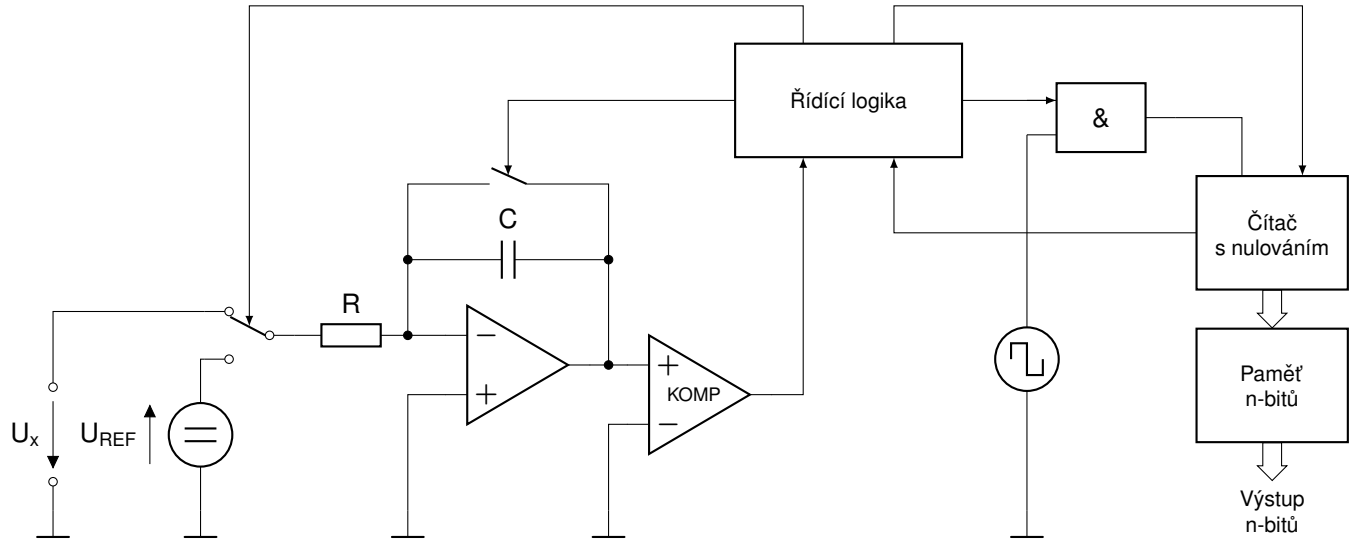 Řídící logika
&
C
Čítač
s nulováním
R
−
+
+
KOMP
−
Paměť
n-bitů
Ux
UREF
Výstup
n-bitů